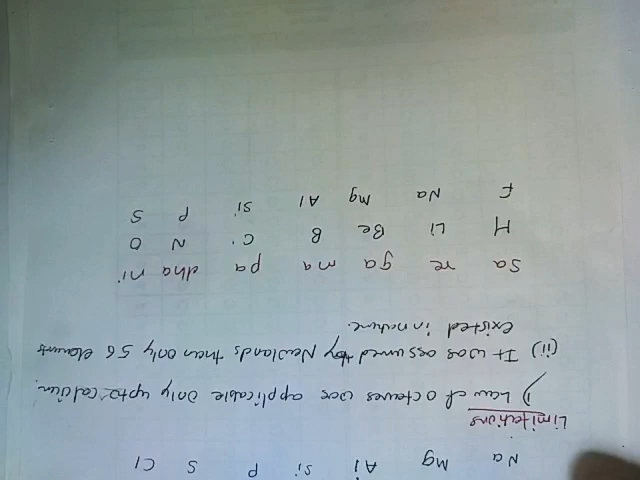 Na Mg Al Si P S Cl
Limitations
i) Law of octaves was applicable only upto calcium.
(ii) It was assumed by Newlands than only 56 elements
existed in nature.
Sa re ga ma pa dha ni
H Li Be B C N O
F Na Mg Al Si P S